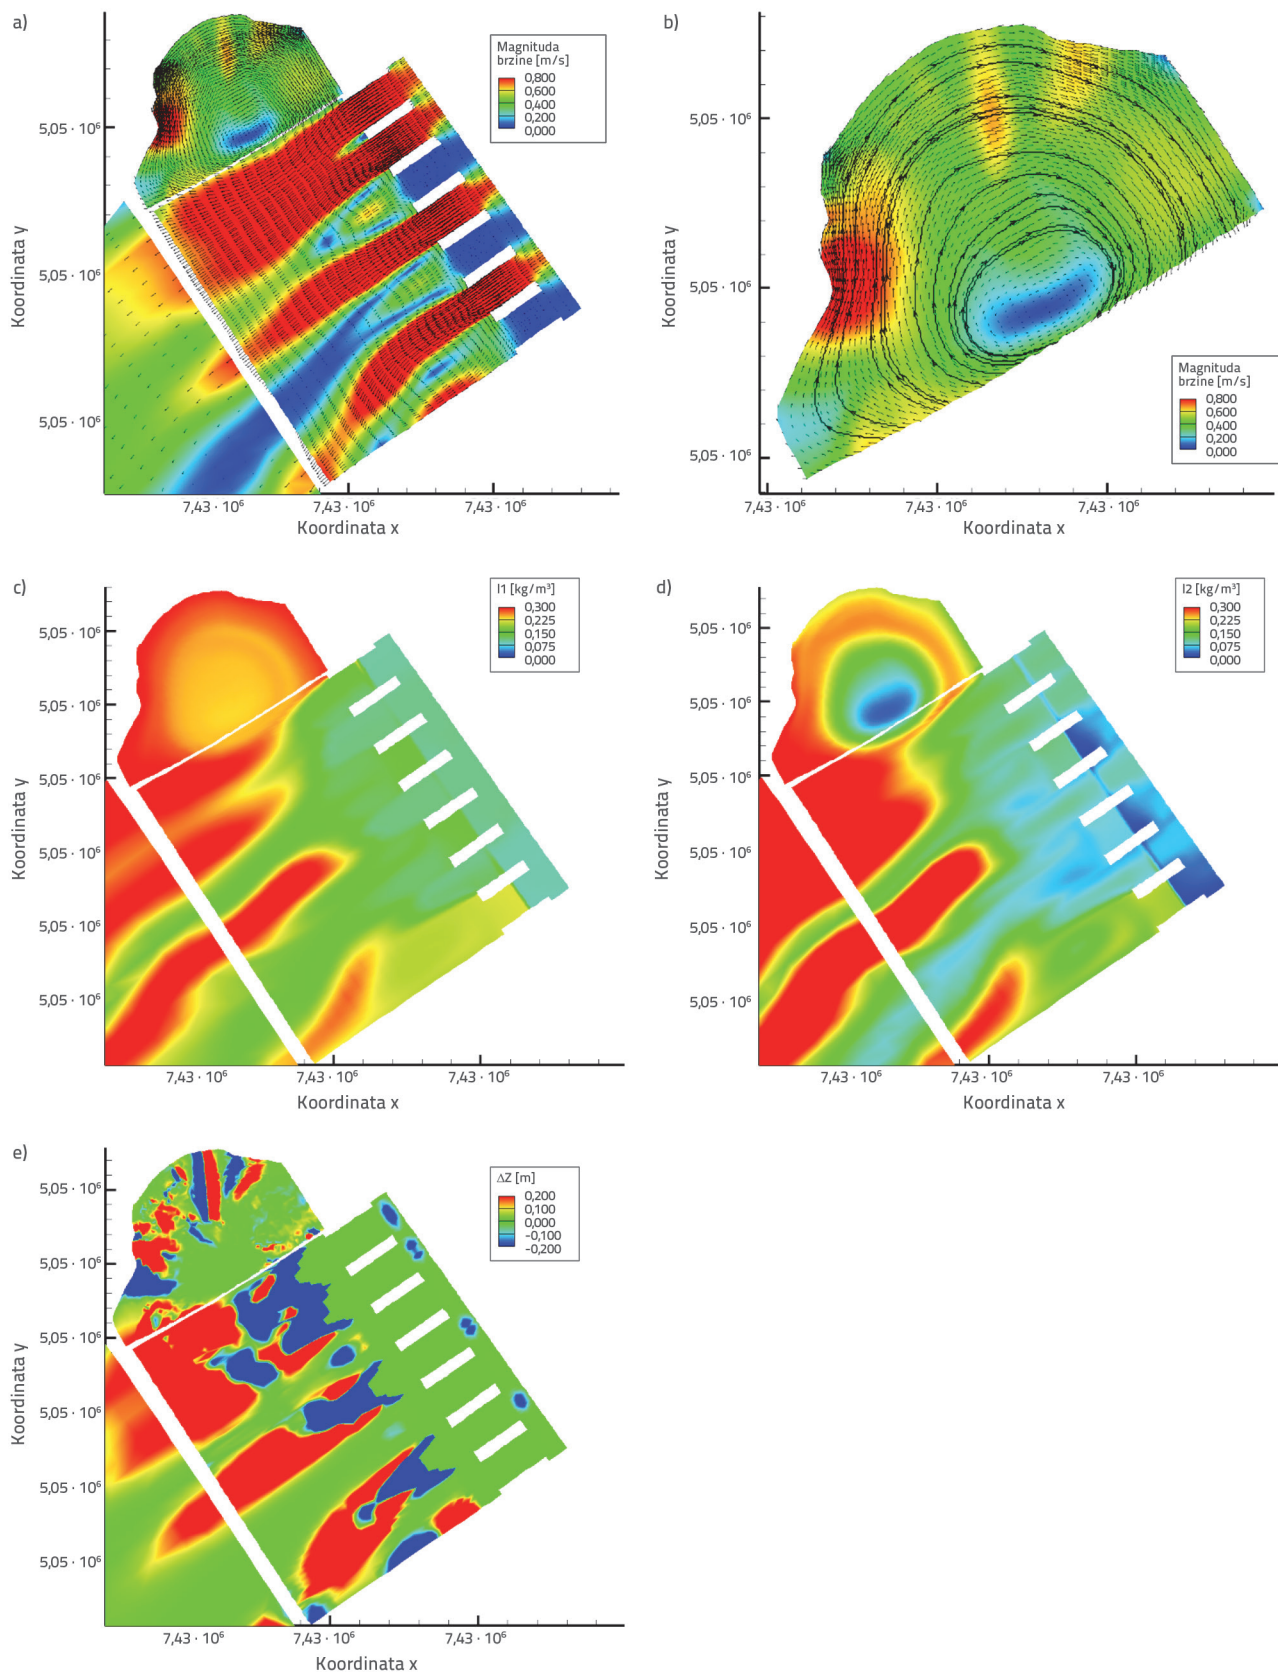 a)
Magnituda
brzine [m/s]
0,800
0,600
0,400
0,200
0,000
5,05 · 10⁶
5,05 · 10⁶
5,05 · 10⁶
Koordinata y
7,43 · 10⁶
7,43 · 10⁶
7,43 · 10⁶
Koordinata x
b)
5,05 · 10⁶
5,05 · 10⁶
5,05 · 10⁶
Koordinata y
Magnituda
brzine [m/s]
0,800
0,600
0,400
0,200
0,000
7,43 · 10⁶
7,43 · 10⁶
7,43 · 10⁶
Koordinata x
c)
I1 [kg/m³]
0,300
0,225
0,150
0,075
0,000
5,05 · 10⁶
5,05 · 10⁶
5,05 · 10⁶
5,05 · 10⁶
5,05 · 10⁶
5,05 · 10⁶
Koordinata y
7,43 · 10⁶
7,43 · 10⁶
7,43 · 10⁶
Koordinata x
d)
I2 [kg/m³]
0,300
0,225
0,150
0,075
0,000
5,05 · 10⁶
5,05 · 10⁶
5,05 · 10⁶
5,05 · 10⁶
5,05 · 10⁶
5,05 · 10⁶
Koordinata y
7,43 · 10⁶
7,43 · 10⁶
7,43 · 10⁶
Koordinata x
e)
ΔZ [m]
0,200
0,100
0,000
-0,100
-0,200
5,05 · 10⁶
5,05 · 10⁶
5,05 · 10⁶
5,05 · 10⁶
5,05 · 10⁶
5,05 · 10⁶
Koordinata y
7,43 · 10⁶
7,43 · 10⁶
7,43 · 10⁶
Koordinata x